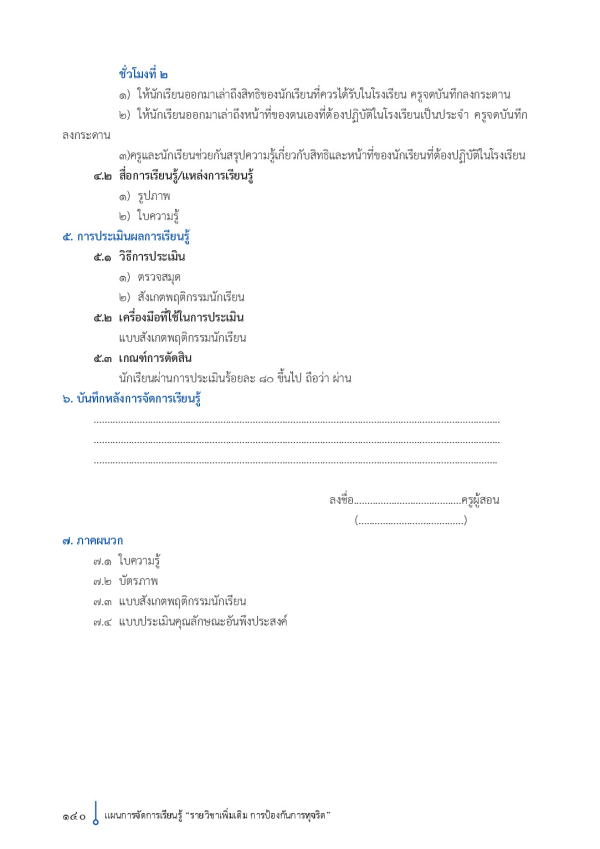 ชั่วโมงที่ ๒
๑) ให้นักเรียนออกมาเล่าถึงสิทธิของนักเรียนที่ควรได้รับในโรงเรียน ครูจดบันทึกลงกระดาน
๒) ให้นักเรียนออกมาเล่าถึงหน้าที่ของตนเองที่ต้องปฏิบัติในโรงเรียนเป็นประจำ ครูจดบันทึก
ลงกระดาน
๓)ครูและนักเรียนช่วยกันสรุปความรู้เกี่ยวกับสิทธิและหน้าที่ของนักเรียนที่ต้องปฏิบัติในโรงเรียน
๔.๒ สื่อการเรียนรู้/แหล่งการเรียนรู้
๑) รูปภาพ
๒) ใบความรู้
๕. การประเมินผลการเรียนรู้
๕.๑ วิธีการประเมิน
๑) ตรวจสมุด
๒) สังเกตพฤติกรรมนักเรียน
๕.๒ เครื่องมือที่ใช้ในการประเมิน
แบบสังเกตพฤติกรรมนักเรียน
๕.๓ เกณฑ์การตัดสิน
นักเรียนผ่านการประเมินร้อยละ ๘๐ ขึ้นไป ถือว่า ผ่าน
๖. บันทึกหลังการจัดการเรียนรู้
................................................................................
................................................................................
................................................................................
ลงชื่อ........................................ครูผู้สอน
(.......................................)
๗. ภาคผนวก
๗.๑ ใบความรู้
๗.๒ บัตรภาพ
๗.๓ แบบสังเกตพฤติกรรมนักเรียน
๗.๔ แบบประเมินคุณลักษณะอันพึงประสงค์
๑๔๐ แผนการจัดการเรียนรู้ "รายวิชาเพิ่มเติม การป้องกันการทุจริต"